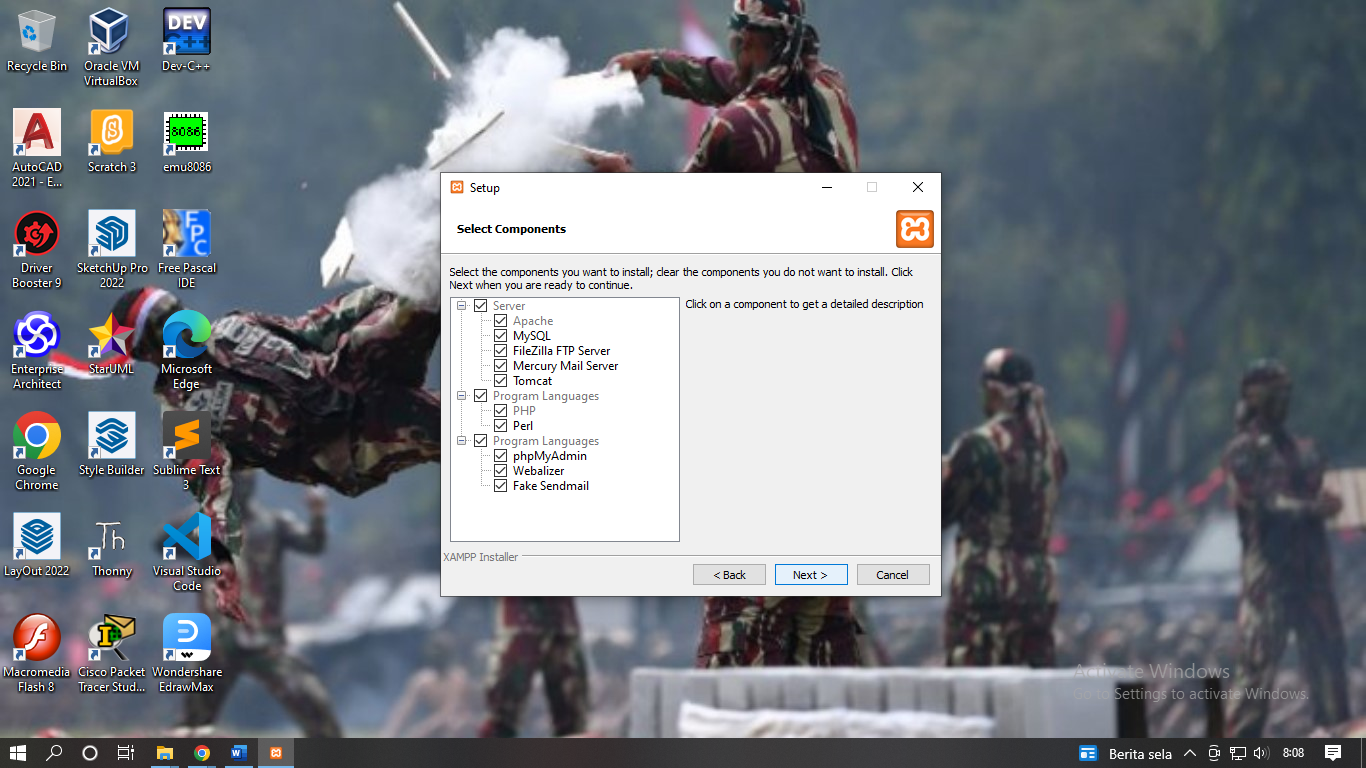 Recycle Bin
Oracle VM
VirtualBox
DEV
C++
Dev-C++
AutoCAD
2021 - E...
Scratch 3
8086
emu8086
Driver
Booster 9
SketchUp Pro
2022
FPC
Free Pascal
IDE
Enterprise
Architect
StarUML
Microsoft
Edge
Google
Chrome
Style Builder
Sublime Text
3
LayOut 2022
Th
Thonny
Visual Studio
Code
Macromedia
Flash 8
Cisco Packet
Tracer Stud...
Wondershare
EdrawMax
Setup
Select Components
Select the components you want to install; clear the components you do not want to install. Click
Next when you are ready to continue.
Server
Apache
MySQL
FileZilla FTP Server
Mercury Mail Server
Tomcat
Program Languages
PHP
Perl
Program Languages
phpMyAdmin
Webalizer
Fake Sendmail
Click on a component to get a detailed description
XAMPP Installer
< Back
Next >
Cancel
Activate Windows
Go to Settings to activate Windows.
Berita sela
8:08